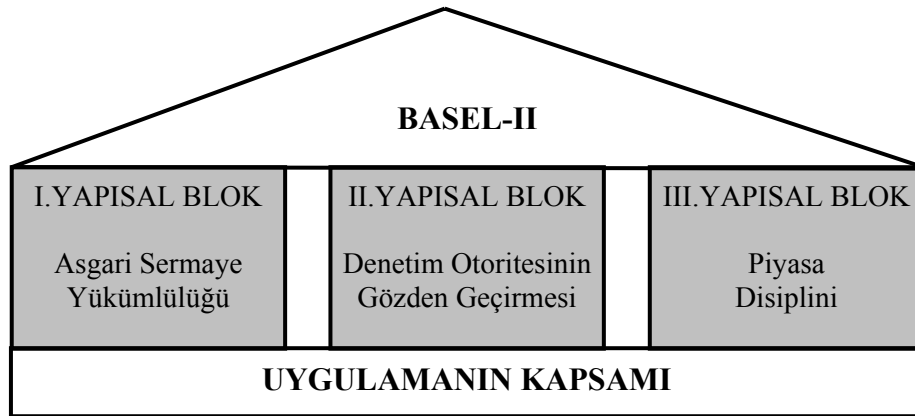 BASEL-II
I.YAPISAL BLOK
Asgari Sermaye
Yükümlülüğü
II.YAPISAL BLOK
Denetim Otoritesinin
Gözden Geçirmesi
III.YAPISAL BLOK
Piyasa
Disiplini
UYGULAMANIN KAPSAMI